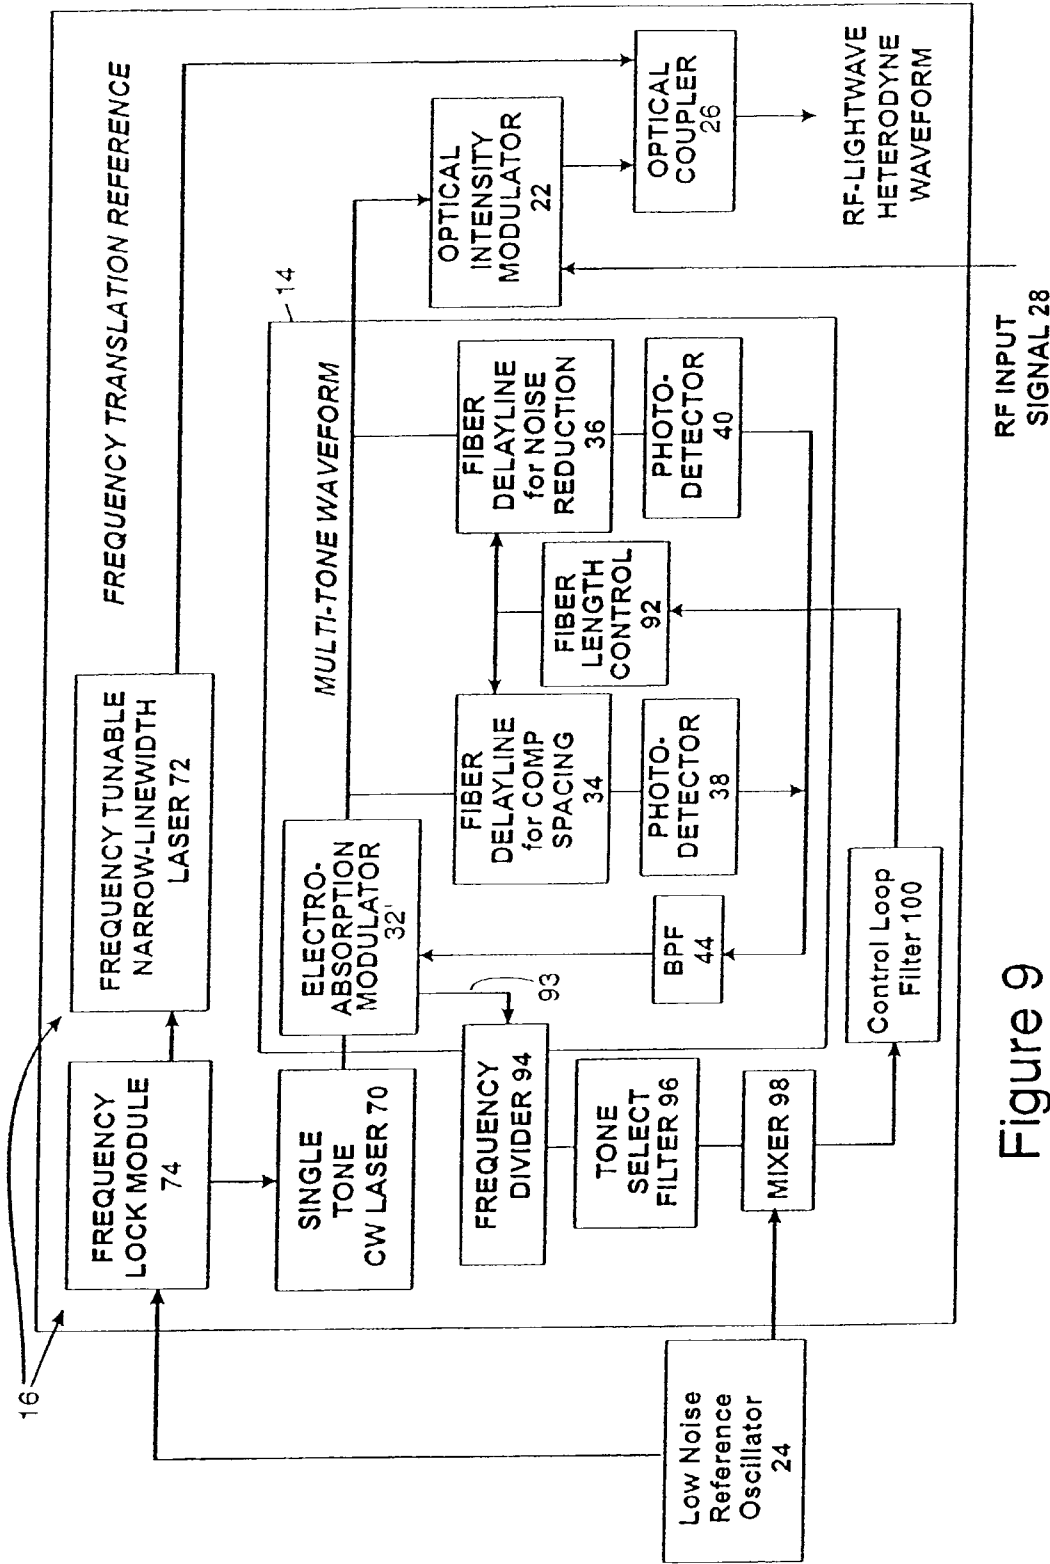 16
FREQUENCY
LOCK MODULE
74
FREQUENCY TUNABLE
NARROW-LINEWIDTH
LASER 72
FREQUENCY TRANSLATION REFERENCE
SINGLE
TONE
CW LASER 70
ELECTRO-
ABSORPTION
MODULATOR
32'
MULTI-TONE WAVEFORM
14
OPTICAL
INTENSITY
MODULATOR
22
OPTICAL
COUPLER
26
RF-LIGHTWAVE
HETERODYNE
WAVEFORM
93
FREQUENCY
DIVIDER 94
FIBER
DELAYLINE
for COMP
SPACING
34
FIBER
LENGTH
CONTROL
92
FIBER
DELAYLINE
for NOISE
REDUCTION
36
TONE
SELECT
FILTER 96
BPF
44
PHOTO-
DETECTOR
38
PHOTO-
DETECTOR
40
Low Noise
Reference
Oscillator
24
MIXER 98
Control Loop
Filter 100
RF INPUT
SIGNAL 28
Figure 9